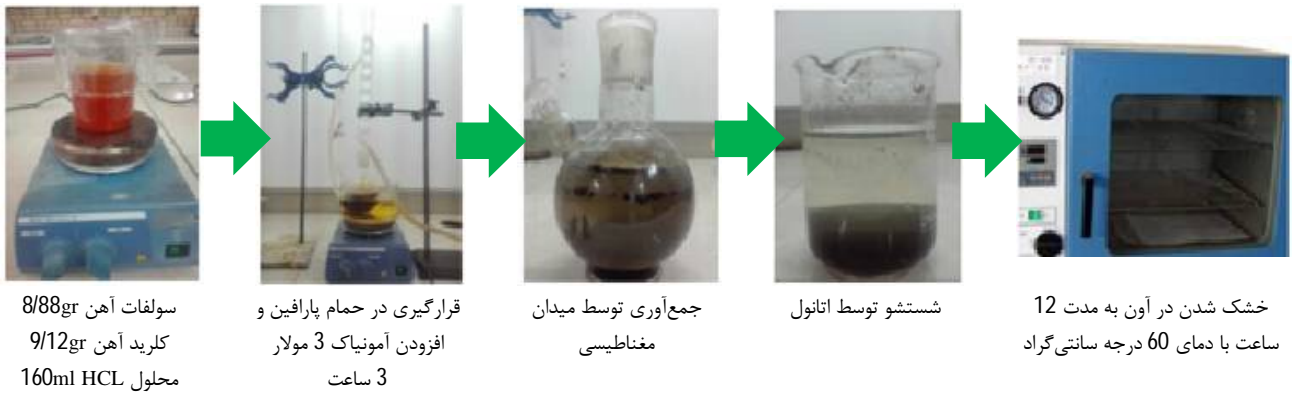 سولفات آهن 8/88gr
کلرید آهن 9/12gr
محلول 160ml HCL
قرارگیری در حمام پارافین و
افزودن آمونیاک 3 مولار
3 ساعت
جمع‌آوری توسط میدان
مغناطیسی
شستشو توسط اتانول
خشک شدن در آون به مدت 12
ساعت با دمای 60 درجه سانتی‌گراد